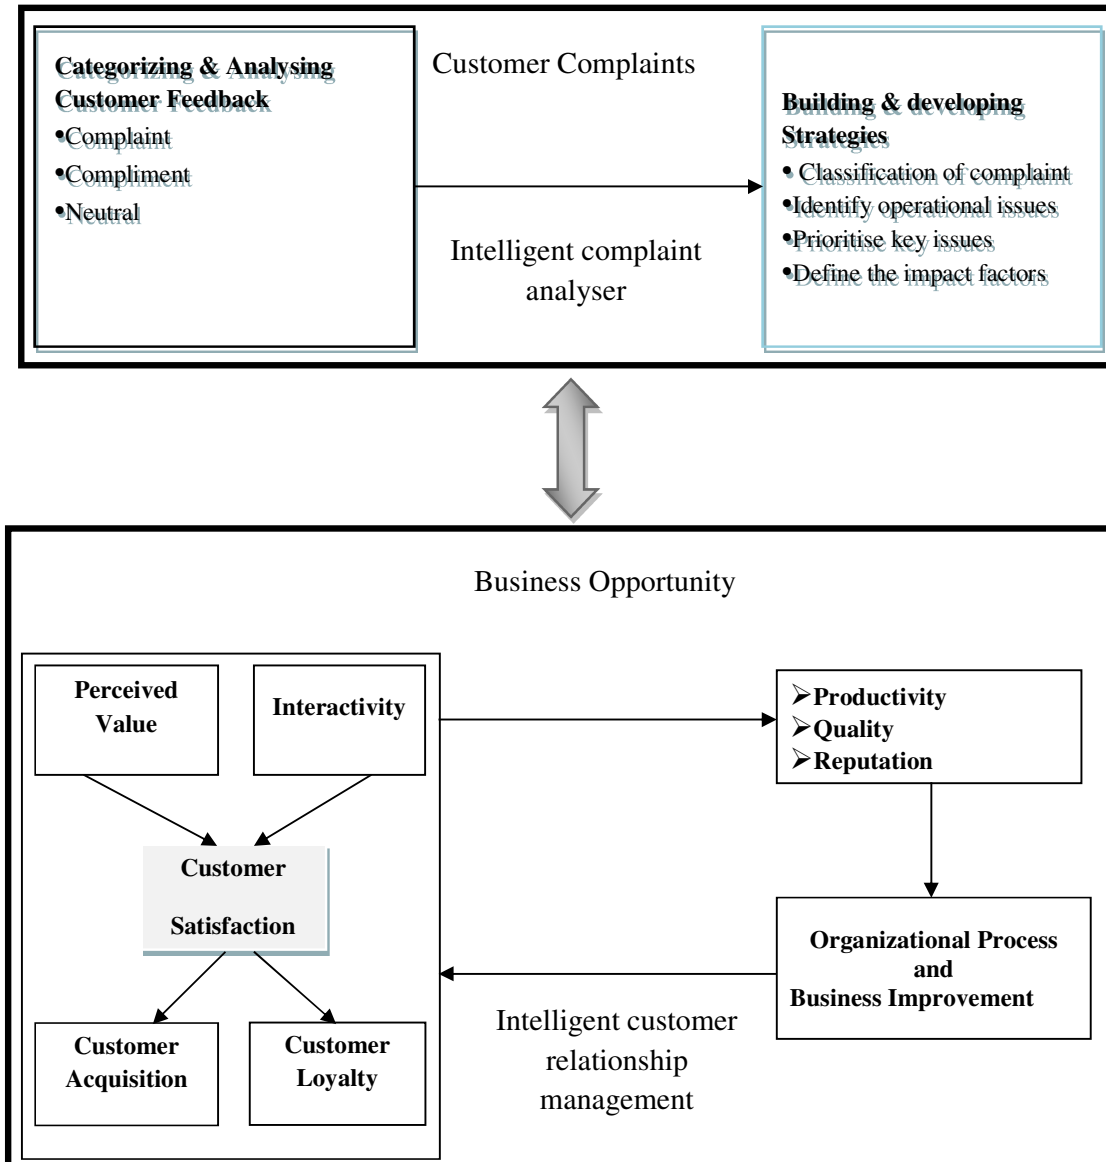 Categorizing & Analysing
Customer Feedback
•Complaint
•Compliment
•Neutral
Customer Complaints
Intelligent complaint
analyser
Building & developing
Strategies
• Classification of complaint
•Identify operational issues
•Prioritise key issues
•Define the impact factors
Business Opportunity
Perceived
Value
Interactivity
Customer
Satisfaction
Customer
Acquisition
Customer
Loyalty
➢Productivity
➢Quality
➢Reputation
Organizational Process
and
Business Improvement
Intelligent customer
relationship
management